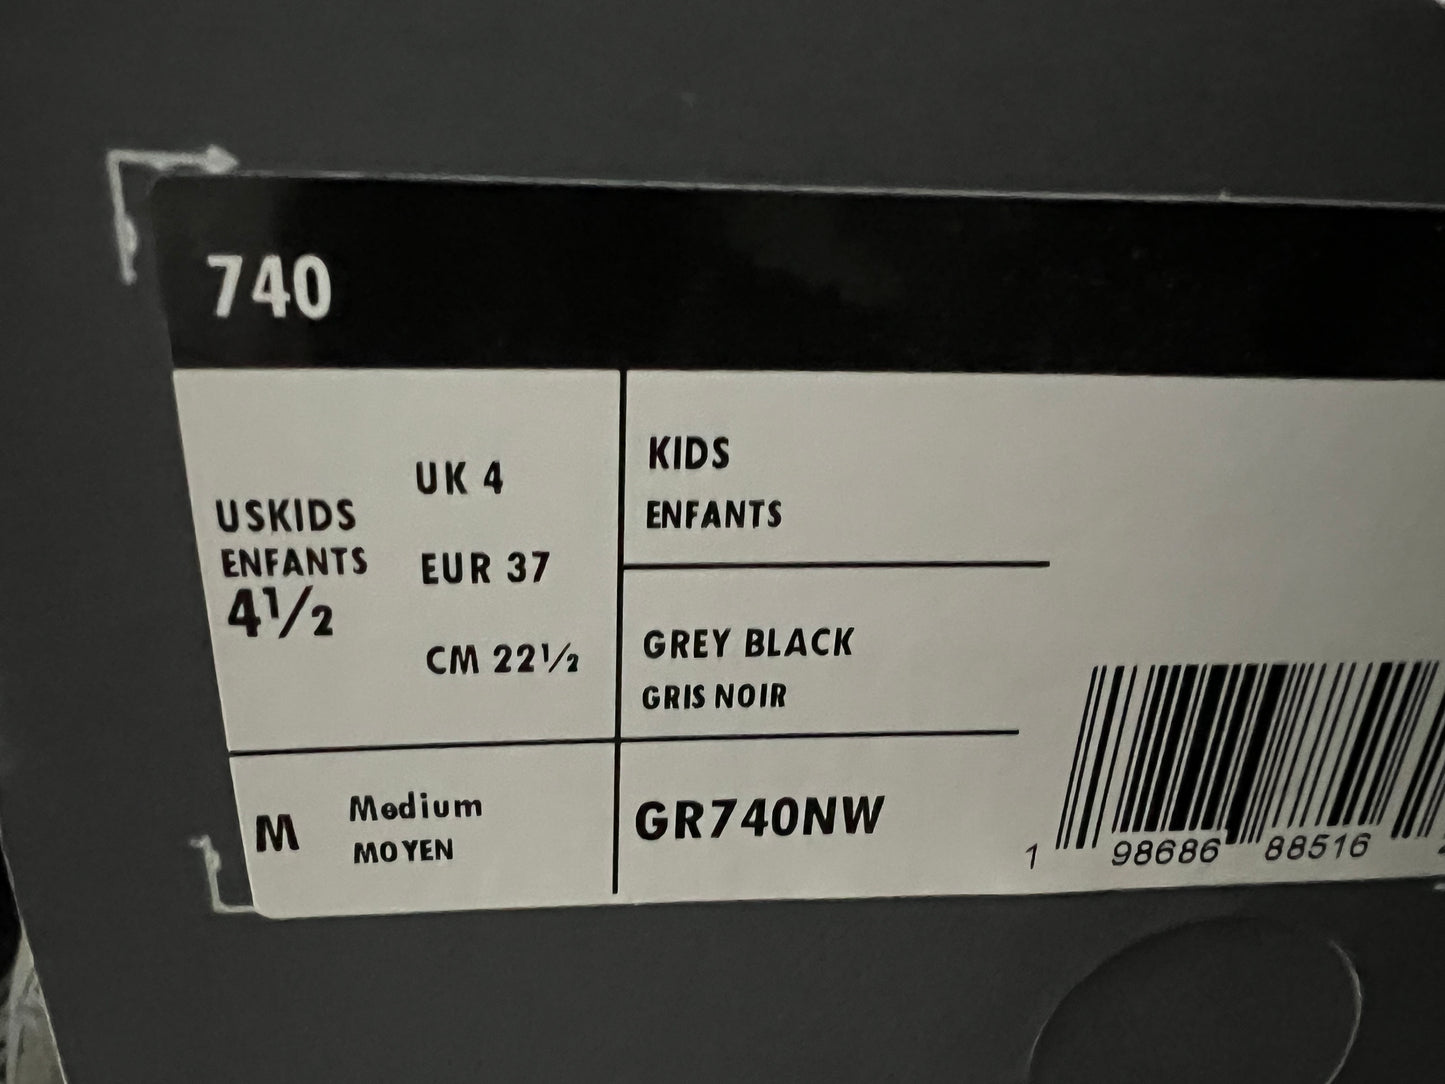 740
USKIDS
ENFANTS
4½
UK 4
EUR 37
CM 22½
KIDS
ENFANTS
GREY BLACK
GRIS NOIR
M
Medium
MOYEN
GR740NW
1 98686 88516